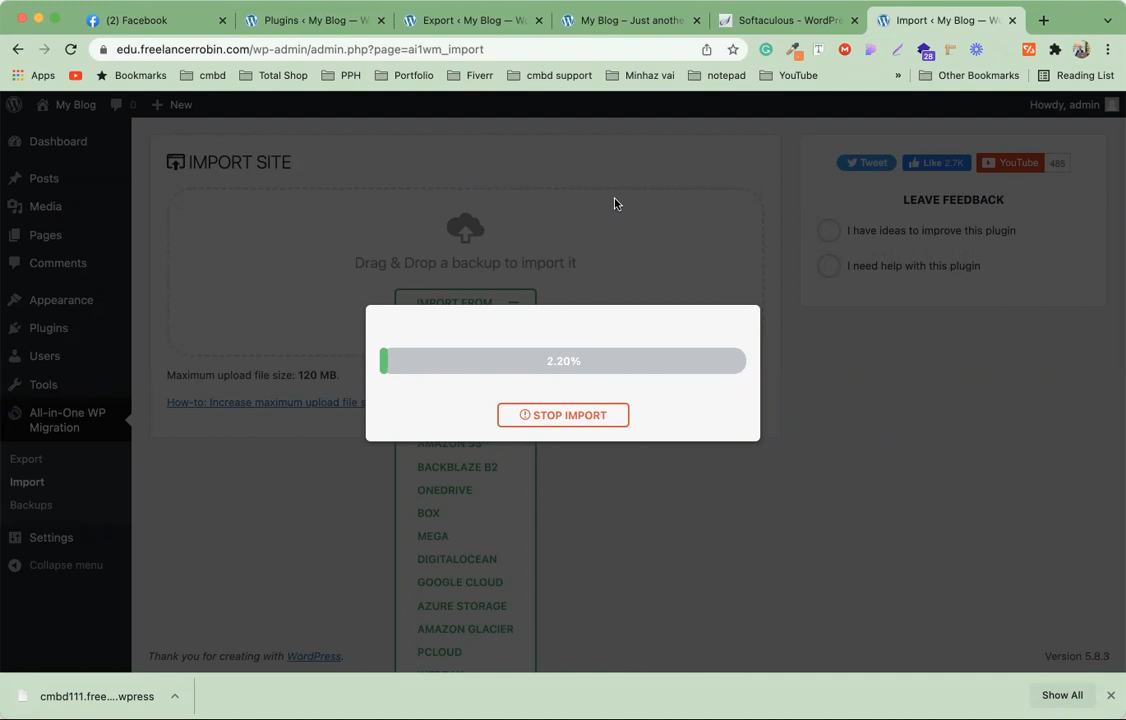 (2) Facebook
Plugins ‹ My Blog — W
Export ‹ My Blog — W
My Blog – Just anothe
Softaculous - WordPre
Import ‹ My Blog — W
edu.freelancerrobin.com/wp-admin/admin.php?page=ai1wm_import
28
Apps
Bookmarks
cmbd
Total Shop
PPH
Portfolio
Fiverr
cmbd support
Minhaz vai
notepad
YouTube
»
Other Bookmarks
Reading List
My Blog
0
New
Howdy, admin
Dashboard
Posts
Media
Pages
Comments
Appearance
Plugins
Users
Tools
All-in-One WP
Migration
Export
Import
Backups
Settings
Collapse menu
IMPORT SITE
Drag & Drop a backup to import it
IMPORT FROM
Maximum upload file size: 120 MB.
How-to: Increase maximum upload file s
2.20%
STOP IMPORT
AMAZON S3
BACKBLAZE B2
ONEDRIVE
BOX
MEGA
DIGITALOCEAN
GOOGLE CLOUD
AZURE STORAGE
AMAZON GLACIER
PCLOUD
Tweet
Like 2.7K
YouTube
485
LEAVE FEEDBACK
I have ideas to improve this plugin
I need help with this plugin
Thank you for creating with WordPress.
Version 5.8.3
cmbd111.free....wpress
Show All